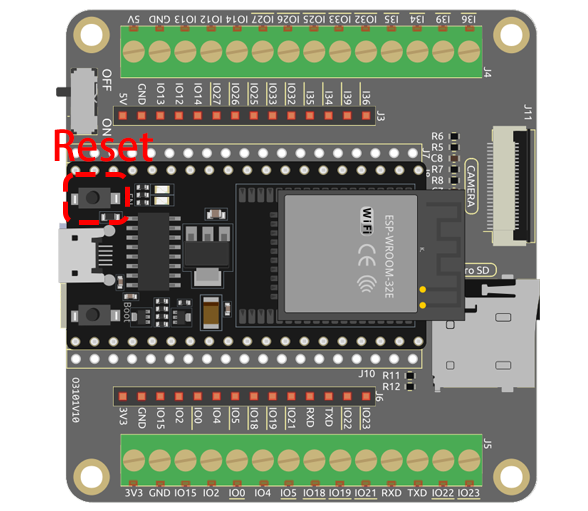 5V GND IO13 IO12 IO14 IO27 IO26 IO25 IO33 IO32 I35 I34 I39 I36
J4
OFF
ON
5V GND IO13 IO12 IO14 IO27 IO26 IO25 IO33 IO32 I35 I34 I39 I36
J3
J11
Reset
R6
R5
C8
R7
R8
CAMERA
WiFi
CE
ESP-WROOM-32E
ro SD
Boot
J10
R11
R12
O3101V10
3V3 GND IO15 IO2 IO0 IO4 IO5 IO18 IO19 IO21 RXD TXD IO22 IO23
J6
J5
3V3 GND IO15 IO2 IO0 IO4 IO5 IO18 IO19 IO21 RXD TXD IO22 IO23